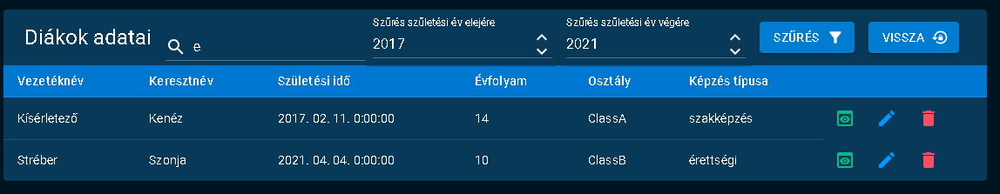 Diákok adatai e Szűrés születési év elejére 2017 Szűrés születési év végére 2021 SZŰRÉS VISSZA
Vezetéknév Keresztnév Születési idő Évfolyam Osztály Képzés típusa
Kísérletező Kenéz 2017. 02. 11. 0:00:00 14 ClassA szakképzés
Stréber Szonja 2021. 04. 04. 0:00:00 10 ClassB érettségi